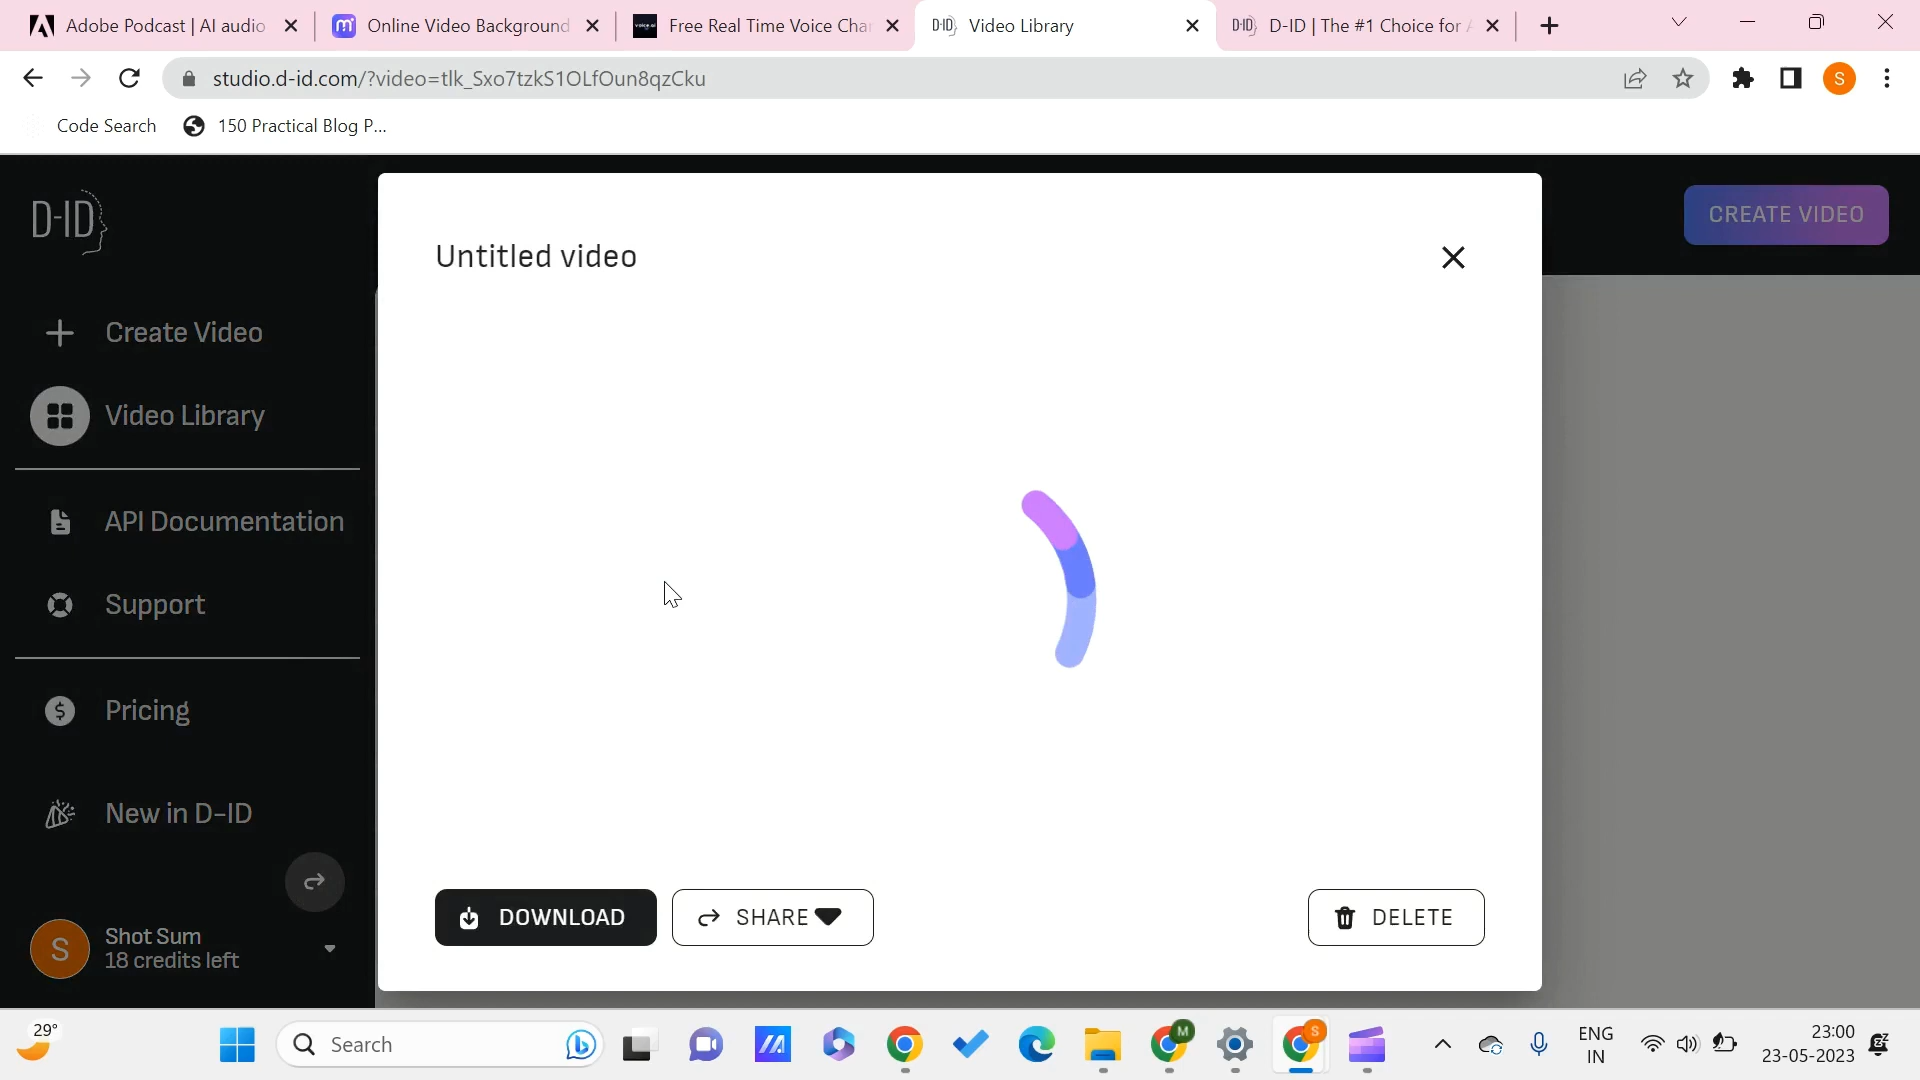 Adobe Podcast | AI audio
Online Video Background
Free Real Time Voice Cha
Video Library
D-ID | The #1 Choice for A
studio.d-id.com/?video=tlk_Sxo7tzkS1OLfOun8qzCku
S
Code Search
150 Practical Blog P...
D-ID
Untitled video
CREATE VIDEO
Create Video
Video Library
API Documentation
Support
Pricing
New in D-ID
S
Shot Sum
18 credits left
DOWNLOAD
SHARE
DELETE
29°
Search
M
S
ENG
IN
23:00
23-05-2023